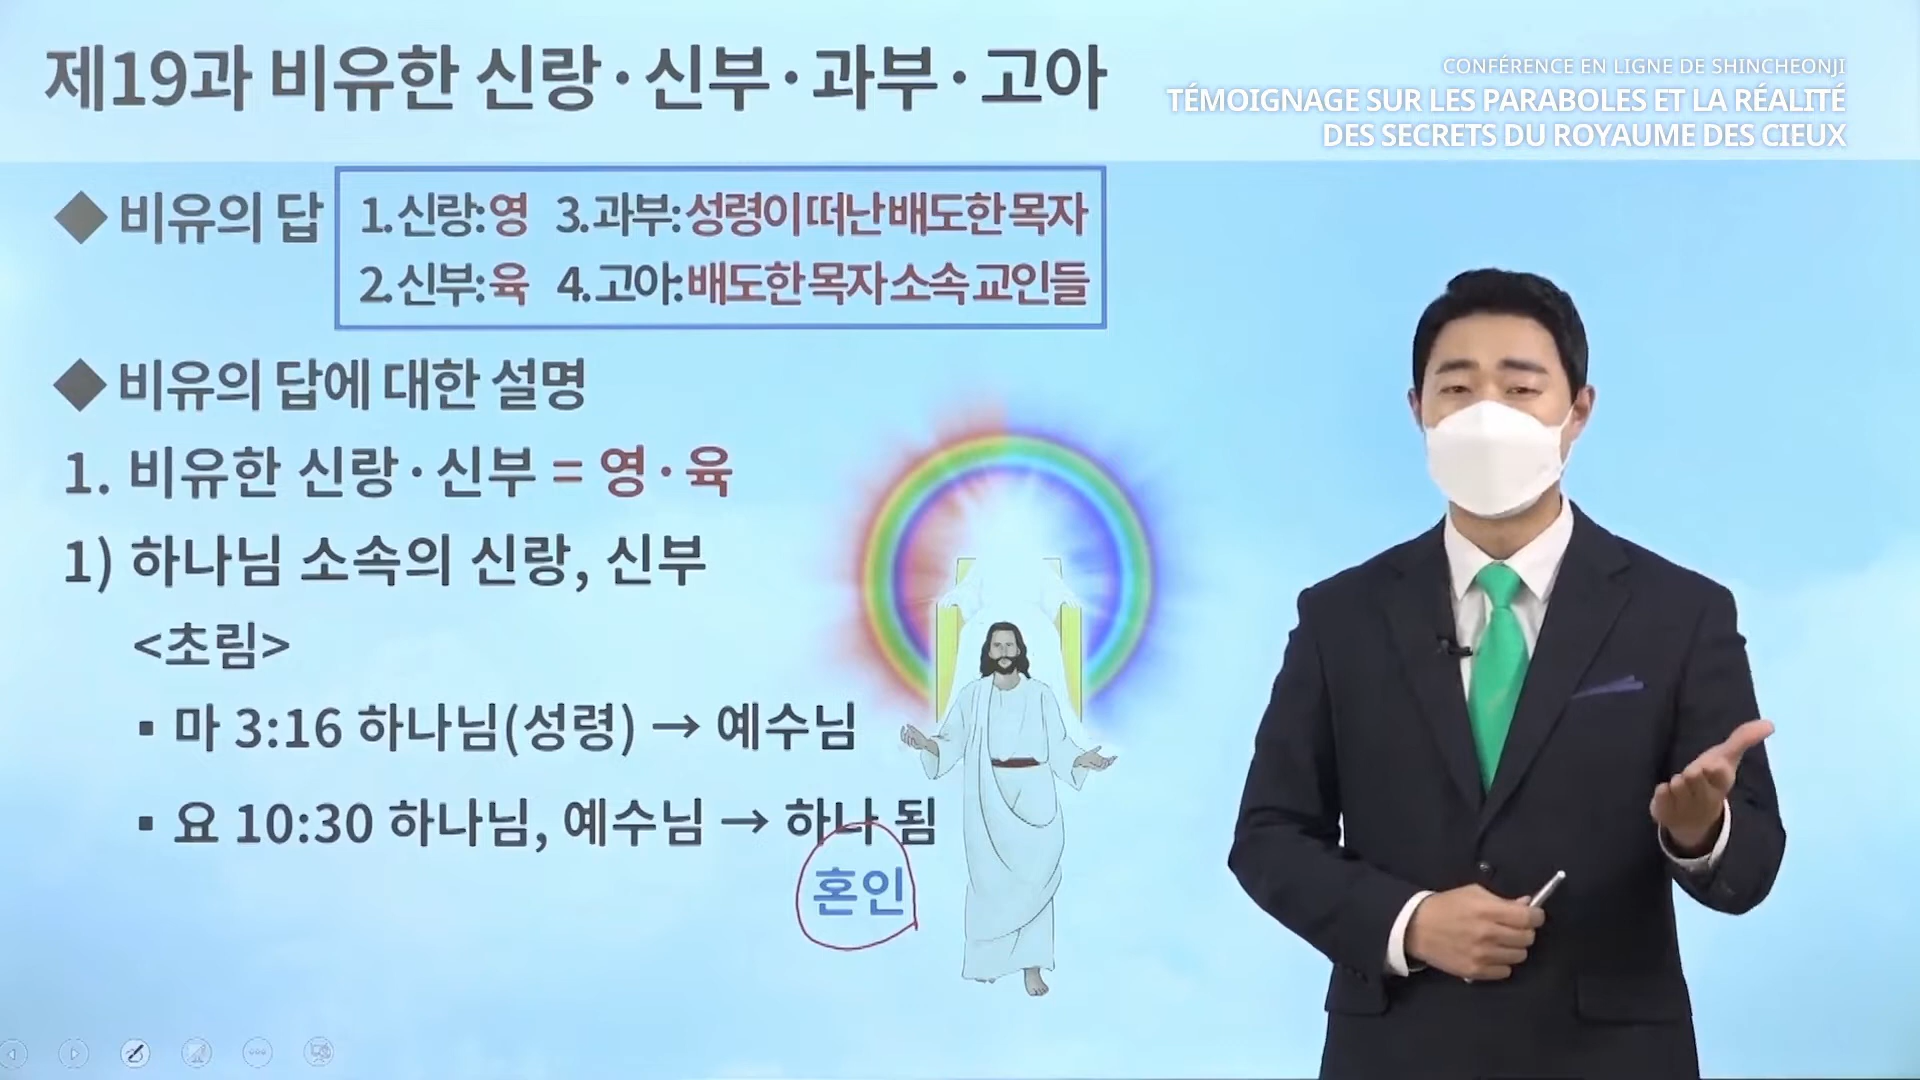 제19과 비유한 신랑·신부·과부·고아
CONFÉRENCE EN LIGNE DE SHINCHEONJI
TÉMOIGNAGE SUR LES PARABOLES ET LA RÉALITÉ
DES SECRETS DU ROYAUME DES CIEUX
◆ 비유의 답
1. 신랑: 영 3. 과부: 성령이 떠난 배도한 목자
2. 신부: 육 4. 고아: 배도한 목자 소속 교인들
◆ 비유의 답에 대한 설명
1. 비유한 신랑·신부 = 영·육
1) 하나님 소속의 신랑, 신부
<초림>
▪ 마 3:16 하나님(성령) → 예수님
▪ 요 10:30 하나님, 예수님 → 하나 됨
혼인